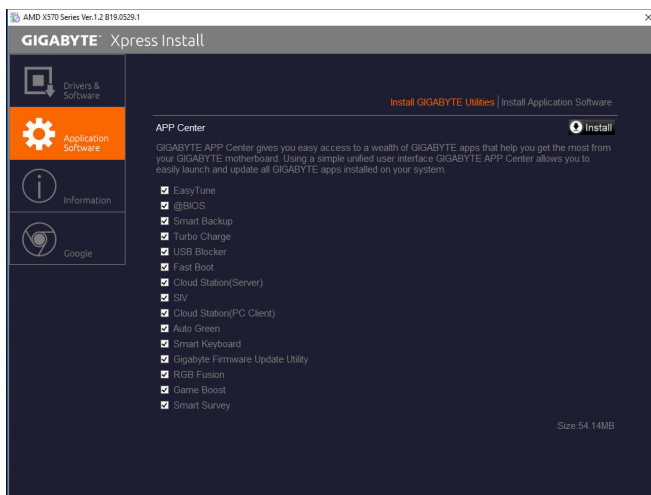 AMD X570 Series Ver.1.2 B19.0529.1
GIGABYTE™ Xpress Install
Drivers &
Software
Application
Software
Information
Google
Install GIGABYTE Utilities | Install Application Software
APP Center
Install
GIGABYTE APP Center gives you easy access to a wealth of GIGABYTE apps that help you get the most from
your GIGABYTE motherboard. Using a simple unified user interface GIGABYTE APP Center allows you to
easily launch and update all GIGABYTE apps installed on your system.
EasyTune
@BIOS
Smart Backup
Turbo Charge
USB Blocker
Fast Boot
Cloud Station(Server)
SIV
Cloud Station(PC Client)
Auto Green
Smart Keyboard
Gigabyte Firmware Update Utility
RGB Fusion
Game Boost
Smart Survey
Size:54.14MB